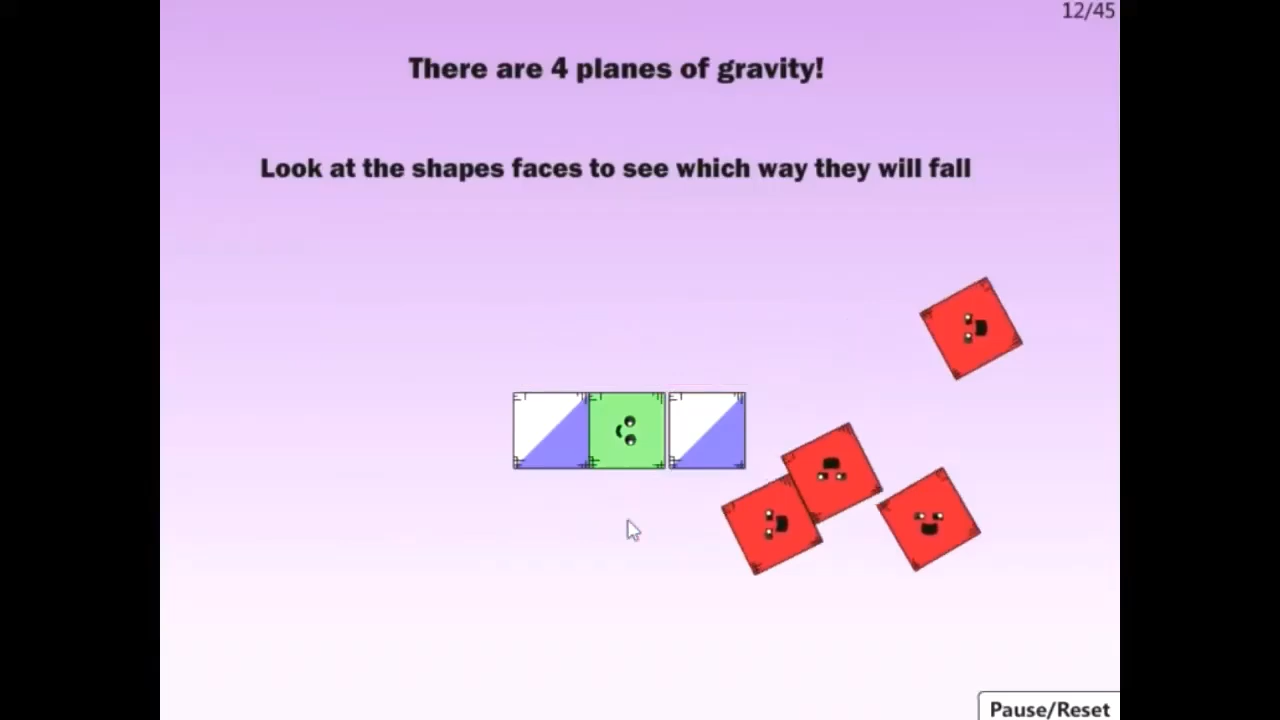 12/45
There are 4 planes of gravity!
Look at the shapes faces to see which way they will fall
Pause/Reset